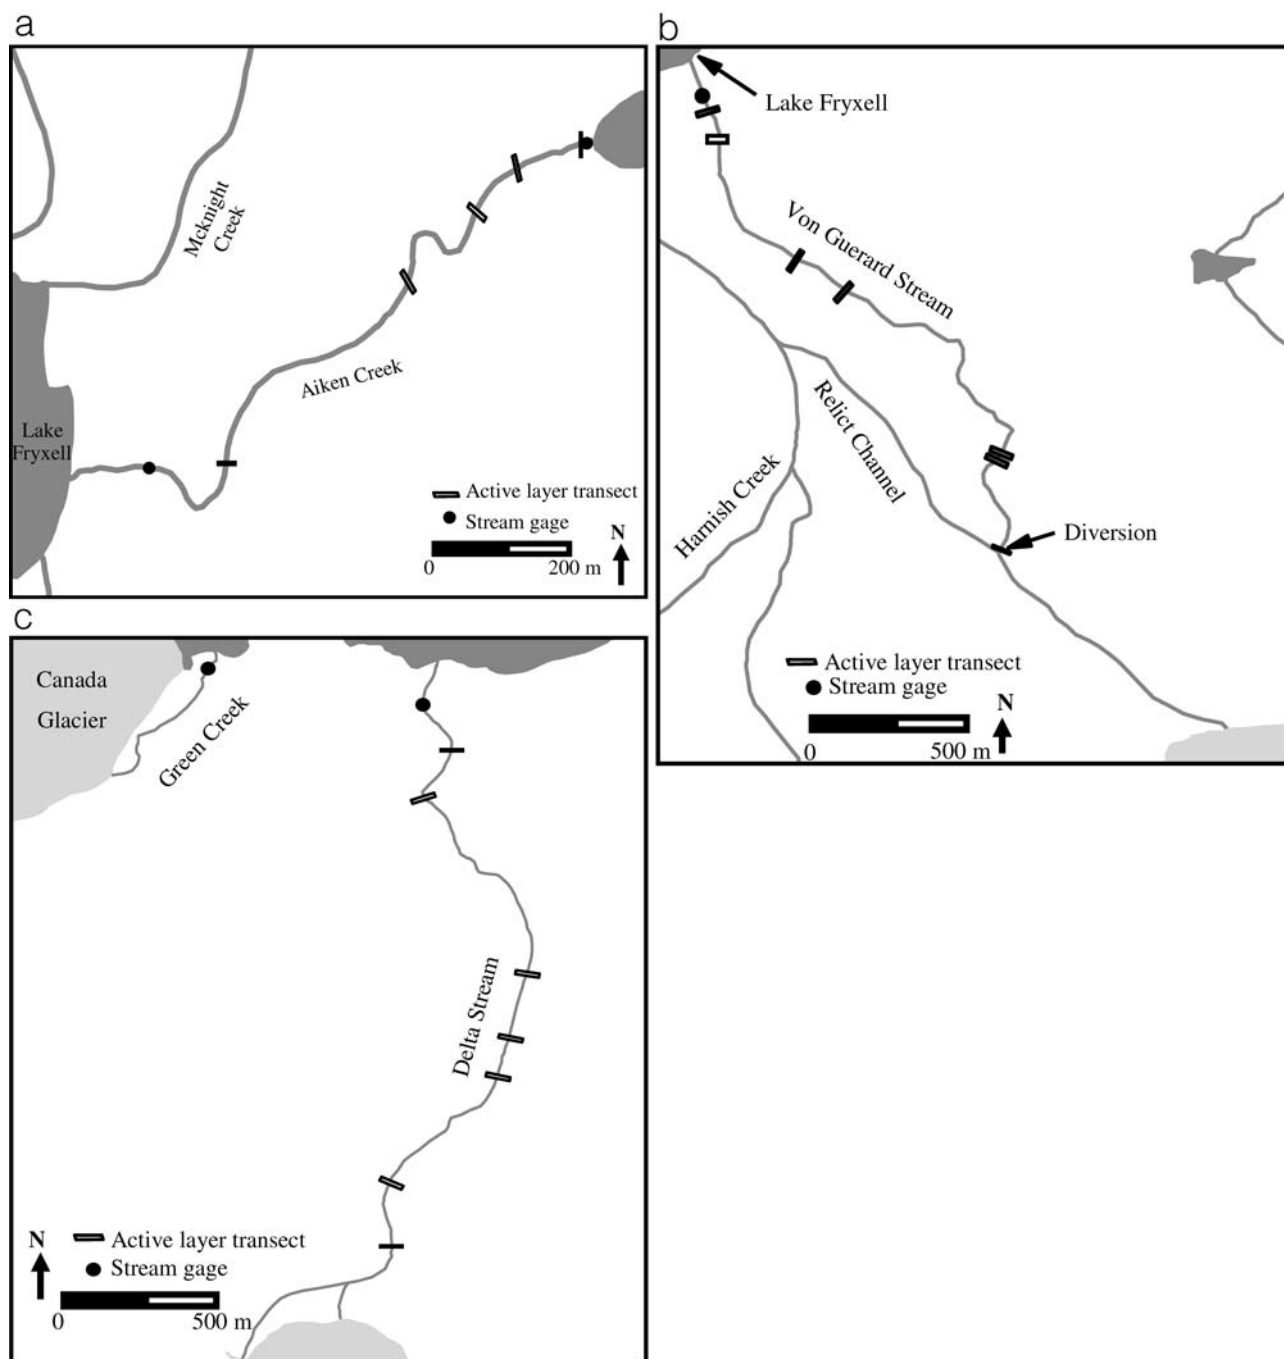 a
Mcknight
Creek
Aiken Creek
Lake
Fryxell
Active layer transect
Stream gage
N
0 200 m
b
Lake Fryxell
Von Guerard Stream
Relict Channel
Harnish Creek
Diversion
Active layer transect
Stream gage
N
0 500 m
c
Canada
Glacier
Green Creek
Delta Stream
N
Active layer transect
Stream gage
0 500 m